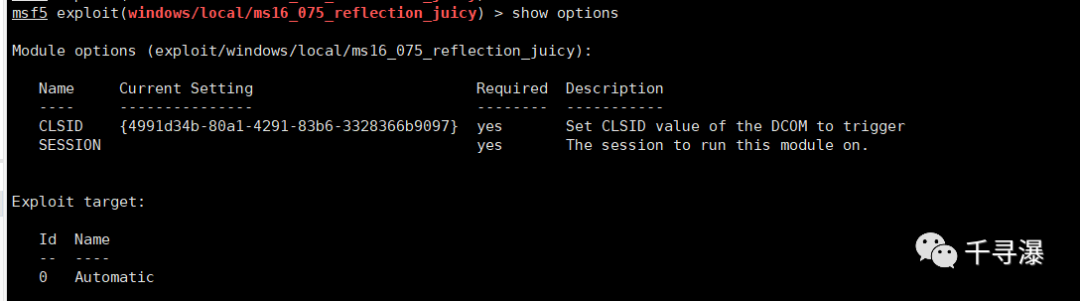 msf5 exploit(windows/local/ms16_075_reflection_juicy) > show options
Module options (exploit/windows/local/ms16_075_reflection_juicy):
Name Current Setting Required Description
---- --------------- -------- -----------
CLSID {4991d34b-80a1-4291-83b6-3328366b9097} yes Set CLSID value of the DCOM to trigger
SESSION yes The session to run this module on.
Exploit target:
Id Name
-- ----
0 Automatic
千寻瀑